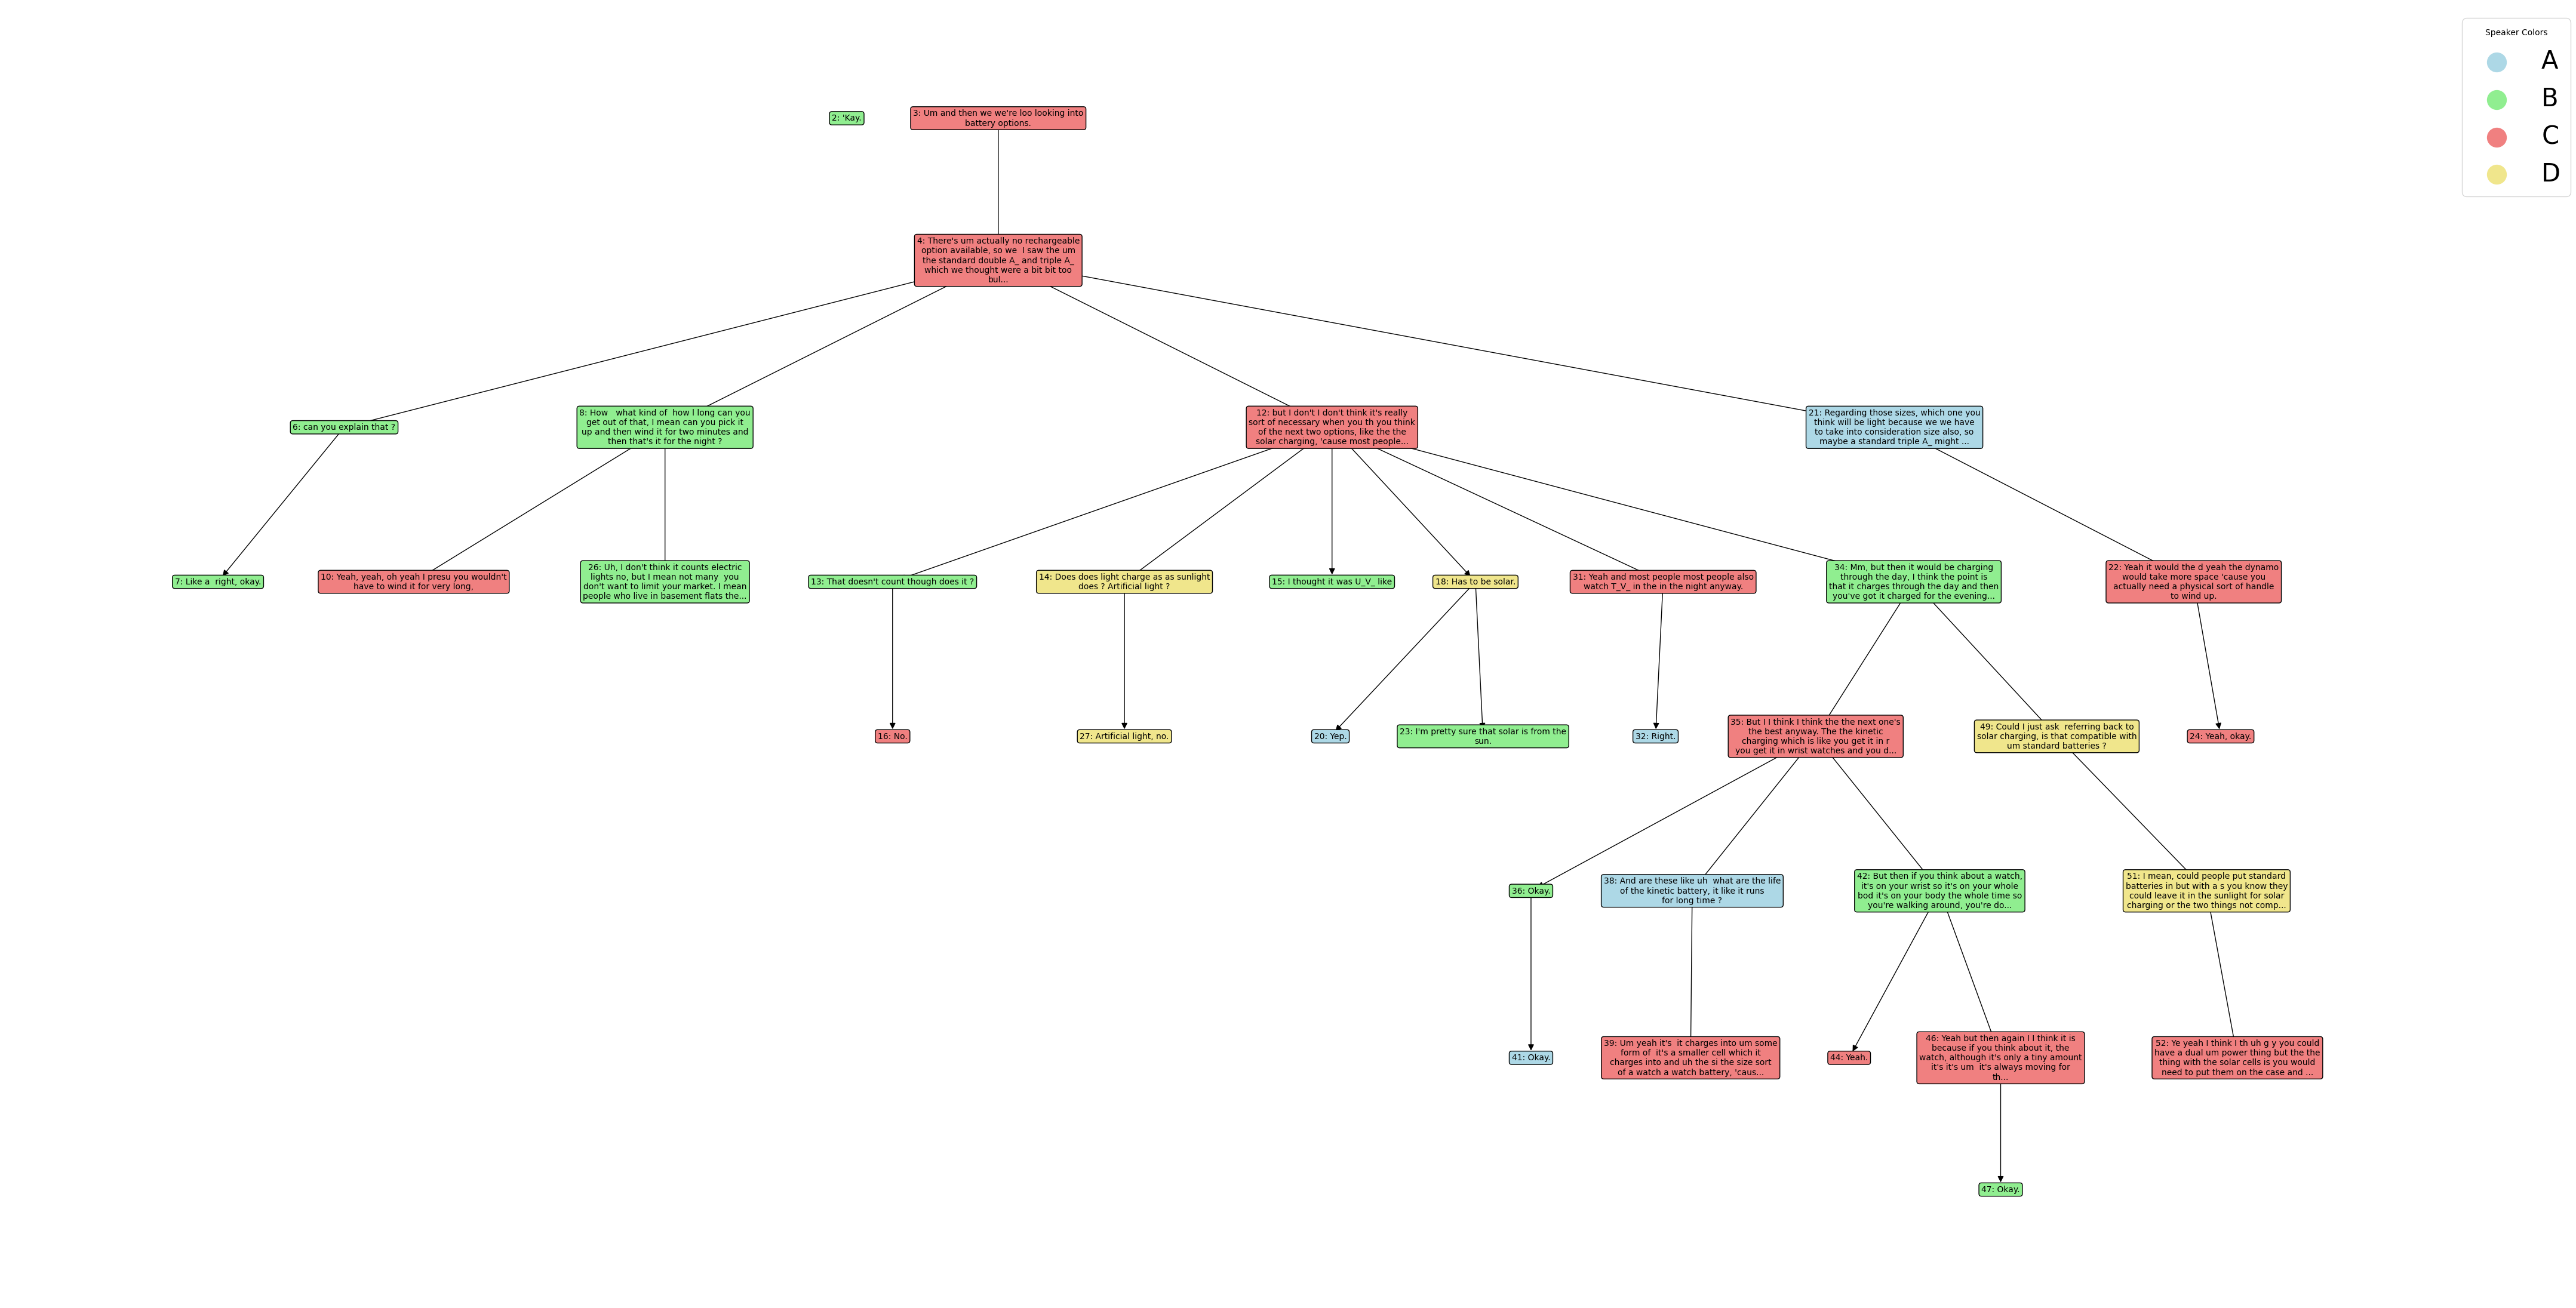 Speaker Colors
A
B
C
D
2: 'Kay.
3: Um and then we we're loo looking into
battery options.
4: There's um actually no rechargeable
option available, so we  I saw the um
the standard double A_ and triple A_
which we thought were a bit bit too
bul...
6: can you explain that ?
8: How   what kind of  how l long can you
get out of that, I mean can you pick it
up and then wind it for two minutes and
then that's it for the night ?
12: but I don't I don't think it's really
sort of necessary when you th you think
of the next two options, like the the
solar charging, 'cause most people...
21: Regarding those sizes, which one you
think will be light because we we have
to take into consideration size also, so
maybe a standard triple A_ might ...
7: Like a  right, okay.
10: Yeah, yeah, oh yeah I presu you wouldn't
have to wind it for very long,
26: Uh, I don't think it counts electric
lights no, but I mean not many  you
don't want to limit your market. I mean
people who live in basement flats the...
13: That doesn't count though does it ?
14: Does does light charge as as sunlight
does ? Artificial light ?
15: I thought it was U_V_ like
18: Has to be solar.
31: Yeah and most people most people also
watch T_V_ in the in the night anyway.
34: Mm, but then it would be charging
through the day, I think the point is
that it charges through the day and then
you've got it charged for the evening...
22: Yeah it would the d yeah the dynamo
would take more space 'cause you
actually need a physical sort of handle
to wind up.
16: No.
27: Artificial light, no.
20: Yep.
23: I'm pretty sure that solar is from the
sun.
32: Right.
35: But I I think I think the the next one's
the best anyway. The the kinetic
charging which is like you get it in r
you get it in wrist watches and you d...
49: Could I just ask  referring back to
solar charging, is that compatible with
um standard batteries ?
24: Yeah, okay.
36: Okay.
38: And are these like uh  what are the life
of the kinetic battery, it like it runs
for long time ?
42: But then if you think about a watch,
it's on your wrist so it's on your whole
bod it's on your body the whole time so
you're walking around, you're do...
51: I mean, could people put standard
batteries in but with a s you know they
could leave it in the sunlight for solar
charging or the two things not comp...
41: Okay.
39: Um yeah it's  it charges into um some
form of  it's a smaller cell which it
charges into and uh the si the size sort
of a watch a watch battery, 'caus...
44: Yeah.
46: Yeah but then again I I think it is
because if you think about it, the
watch, although it's only a tiny amount
it's it's um  it's always moving for
th...
52: Ye yeah I think I th uh g y you could
have a dual um power thing but the the
thing with the solar cells is you would
need to put them on the case and ...
47: Okay.